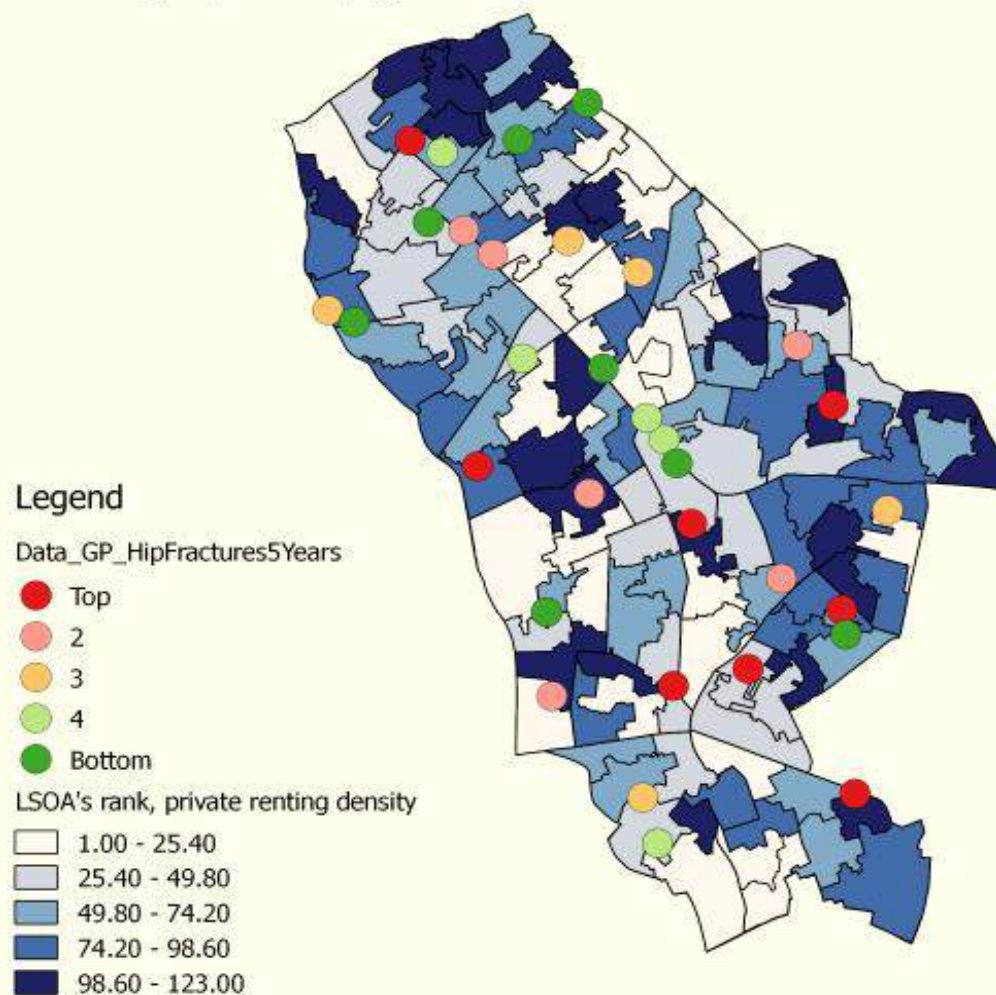 Legend
Data_GP_HipFractures5Years
Top
2
3
4
Bottom
LSOA's rank, private renting density
1.00 - 25.40
25.40 - 49.80
49.80 - 74.20
74.20 - 98.60
98.60 - 123.00